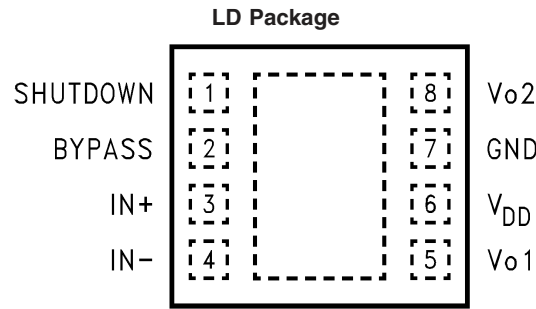 LD Package
SHUTDOWN 1 8 Vo2
BYPASS 2 7 GND
IN+ 3 6 VDD
IN- 4 5 Vo1